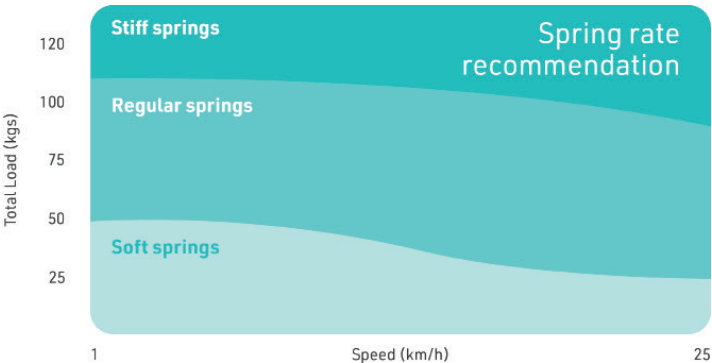 Stiff springs
Spring rate
recommendation
Regular springs
Soft springs
Total Load (kgs)
120
100
75
50
25
1
Speed (km/h)
25